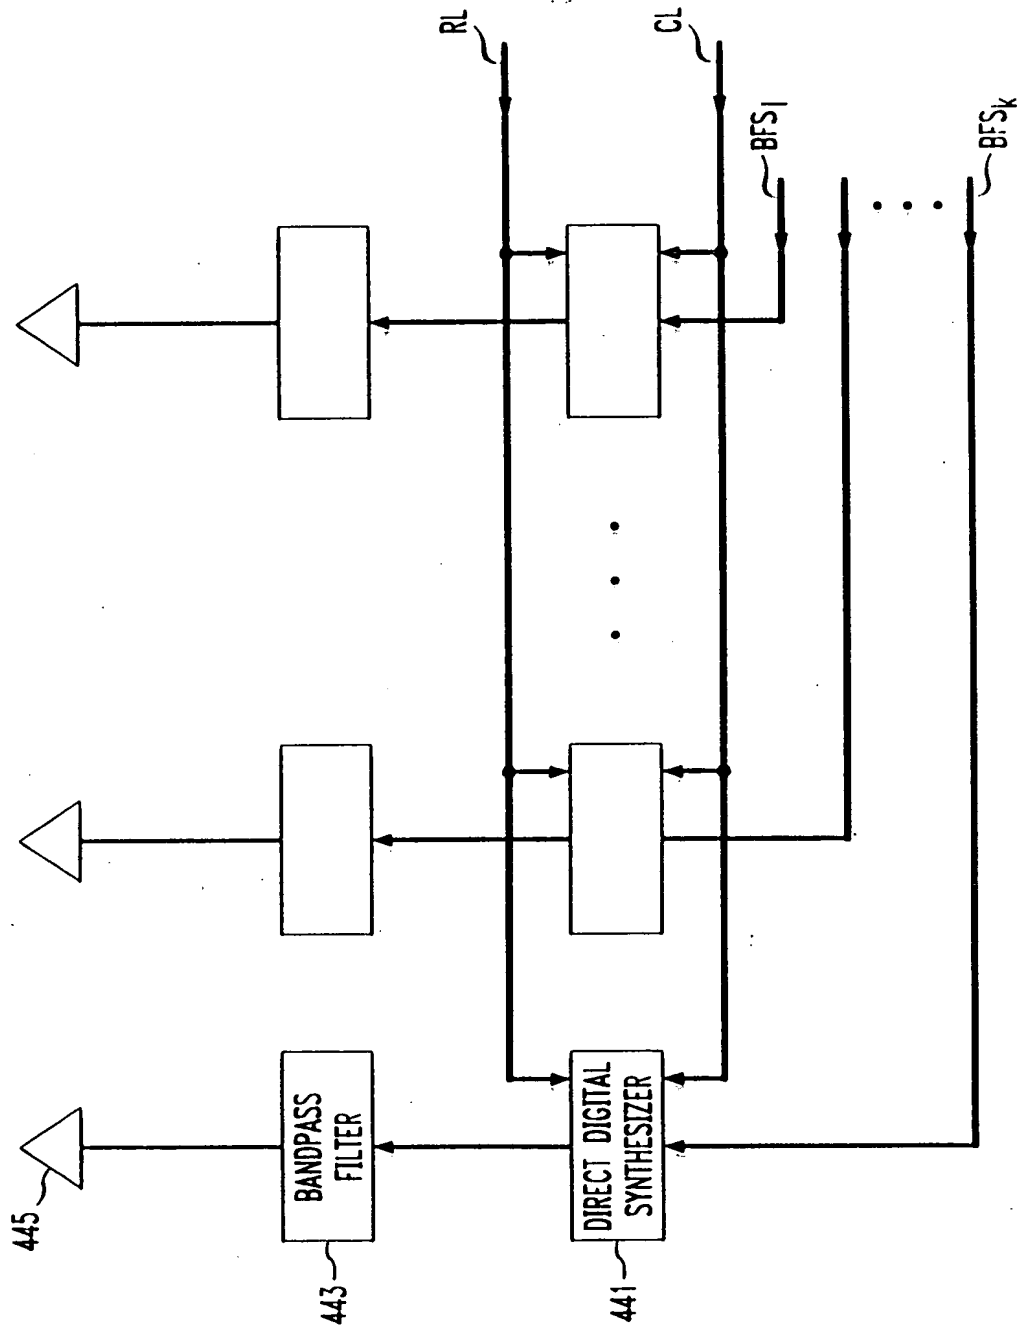 445
BANDPASS
FILTER
443
DIRECT DIGITAL
SYNTHESIZER
441
RL
CL
BFS1
BFSk